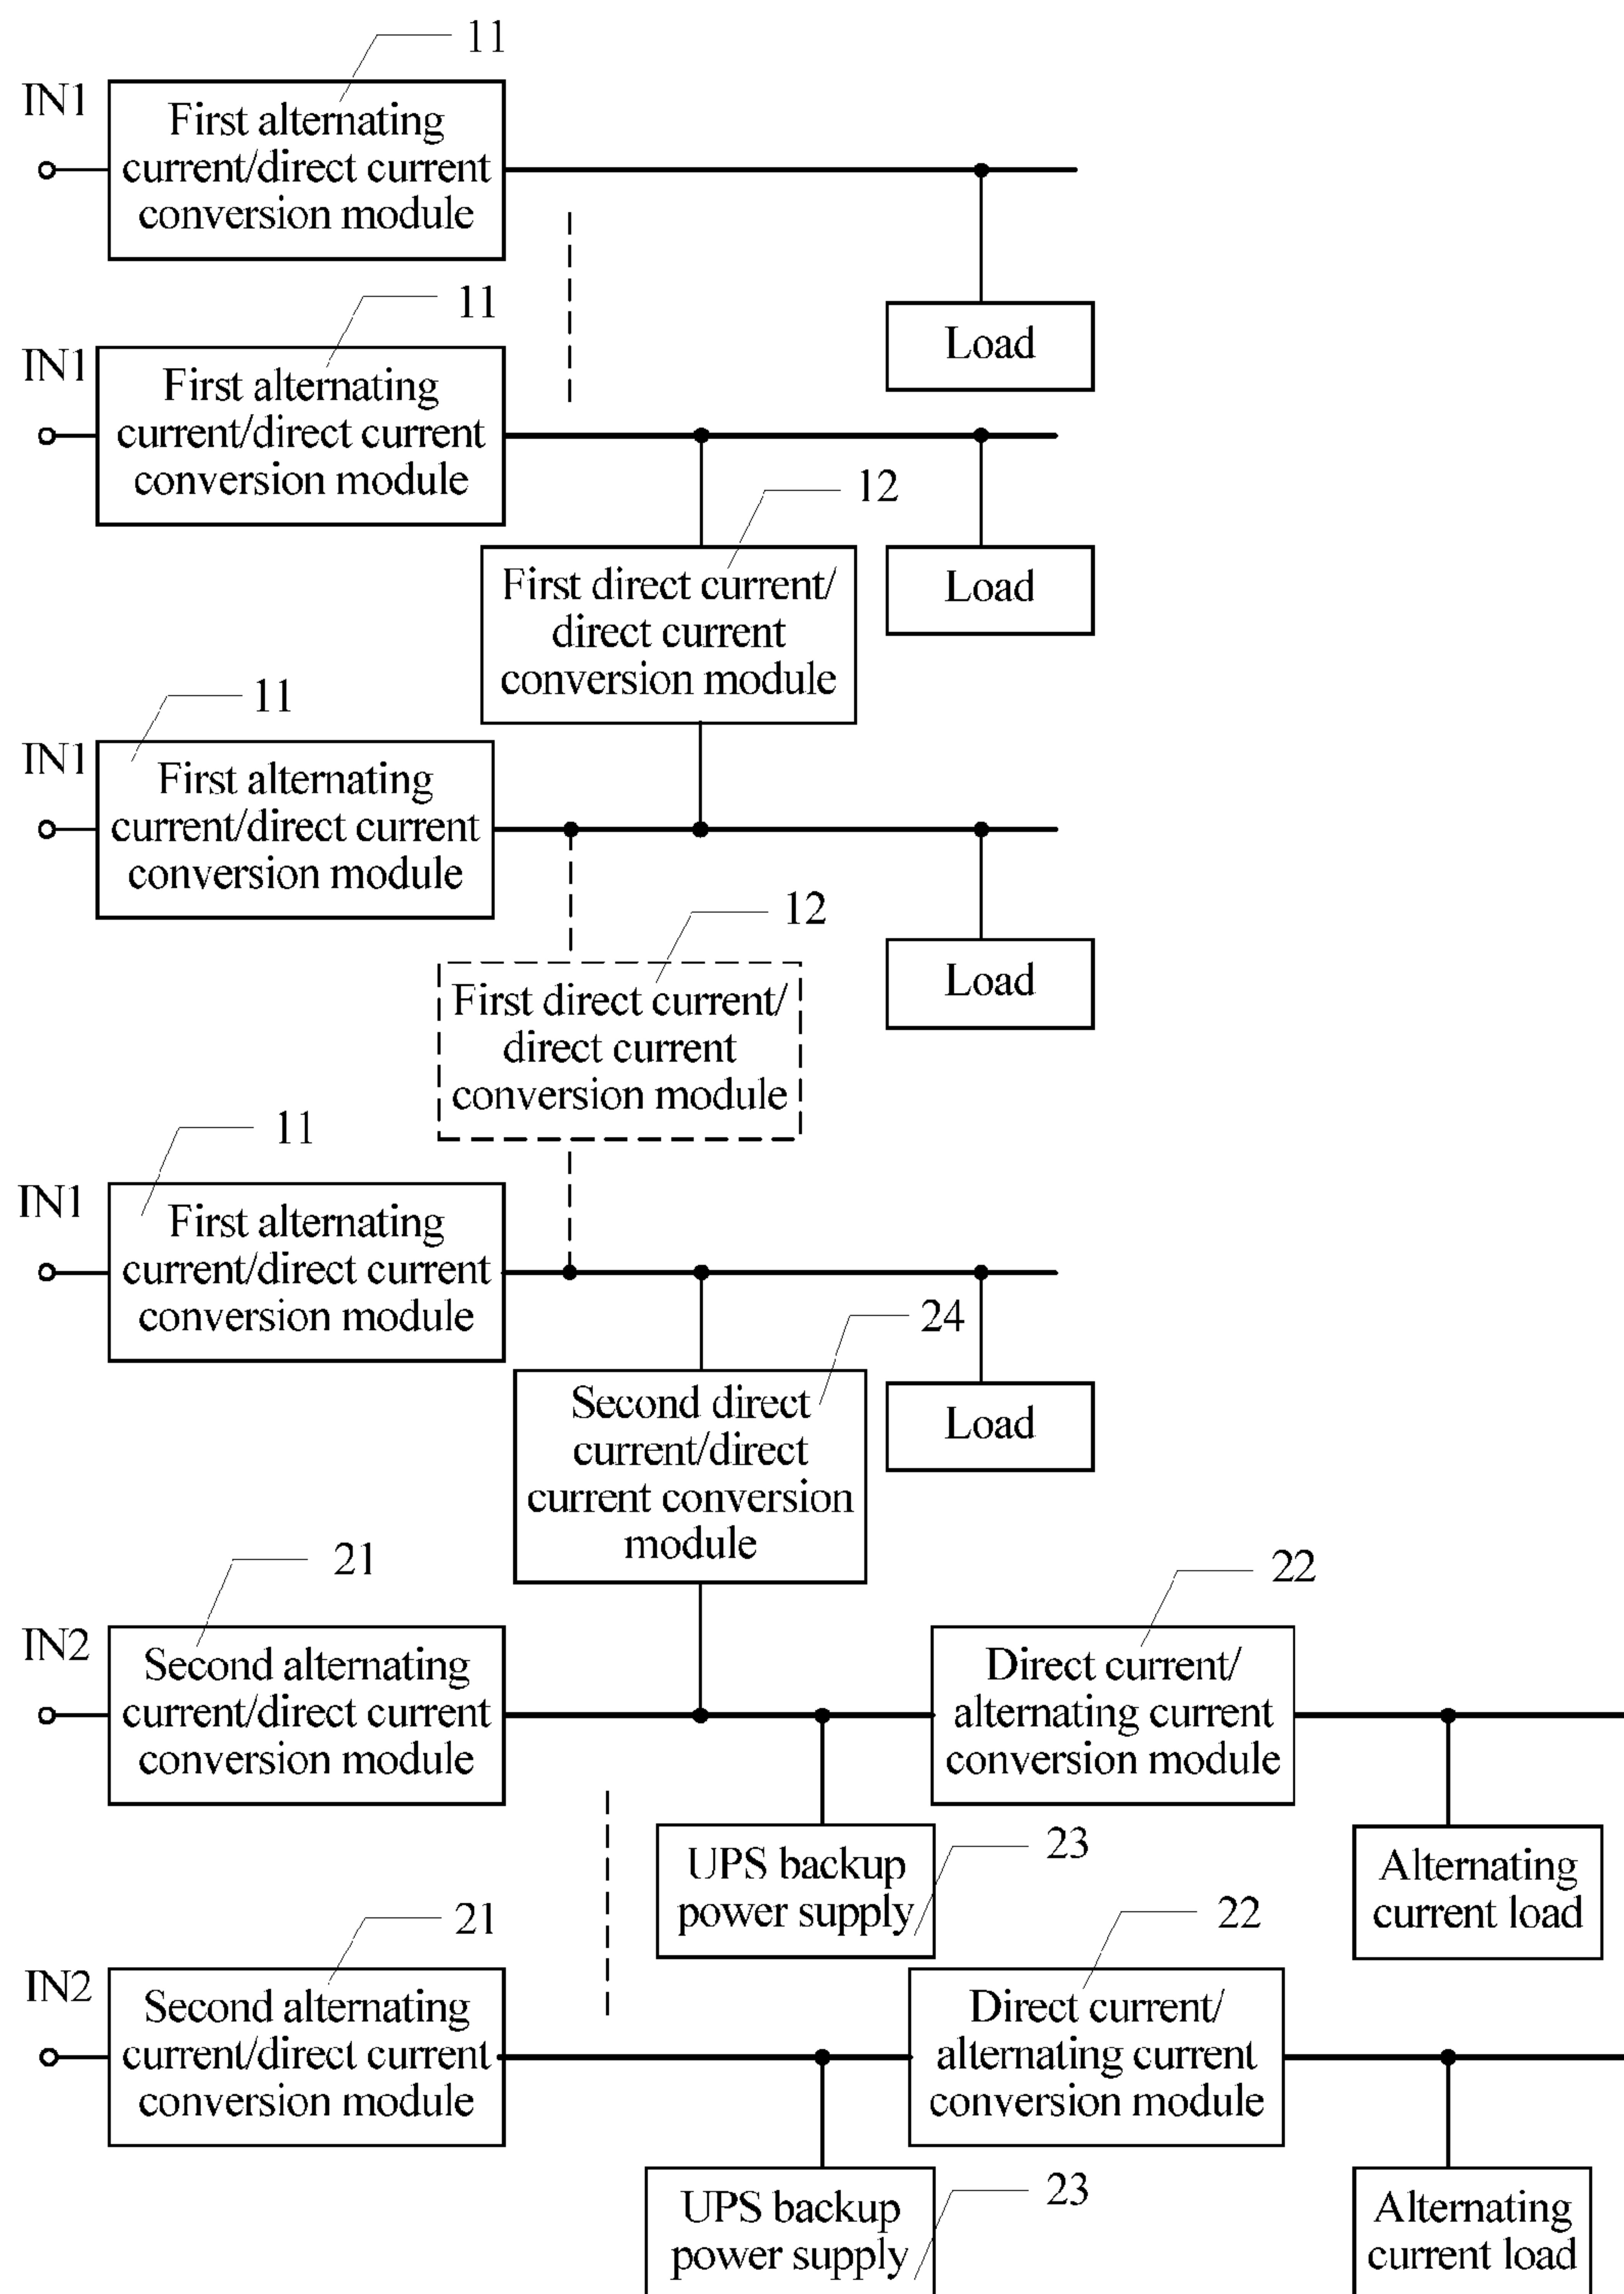 11
IN1
First alternating
current/direct current
conversion module
Load
11
IN1
First alternating
current/direct current
conversion module
12
First direct current/
direct current
conversion module
Load
11
IN1
First alternating
current/direct current
conversion module
12
First direct current/
direct current
conversion module
Load
11
IN1
First alternating
current/direct current
conversion module
24
Second direct
current/direct
current conversion
module
Load
21
IN2
Second alternating
current/direct current
conversion module
22
Direct current/
alternating current
conversion module
23
UPS backup
power supply
Alternating
current load
21
IN2
Second alternating
current/direct current
conversion module
22
Direct current/
alternating current
conversion module
23
UPS backup
power supply
Alternating
current load